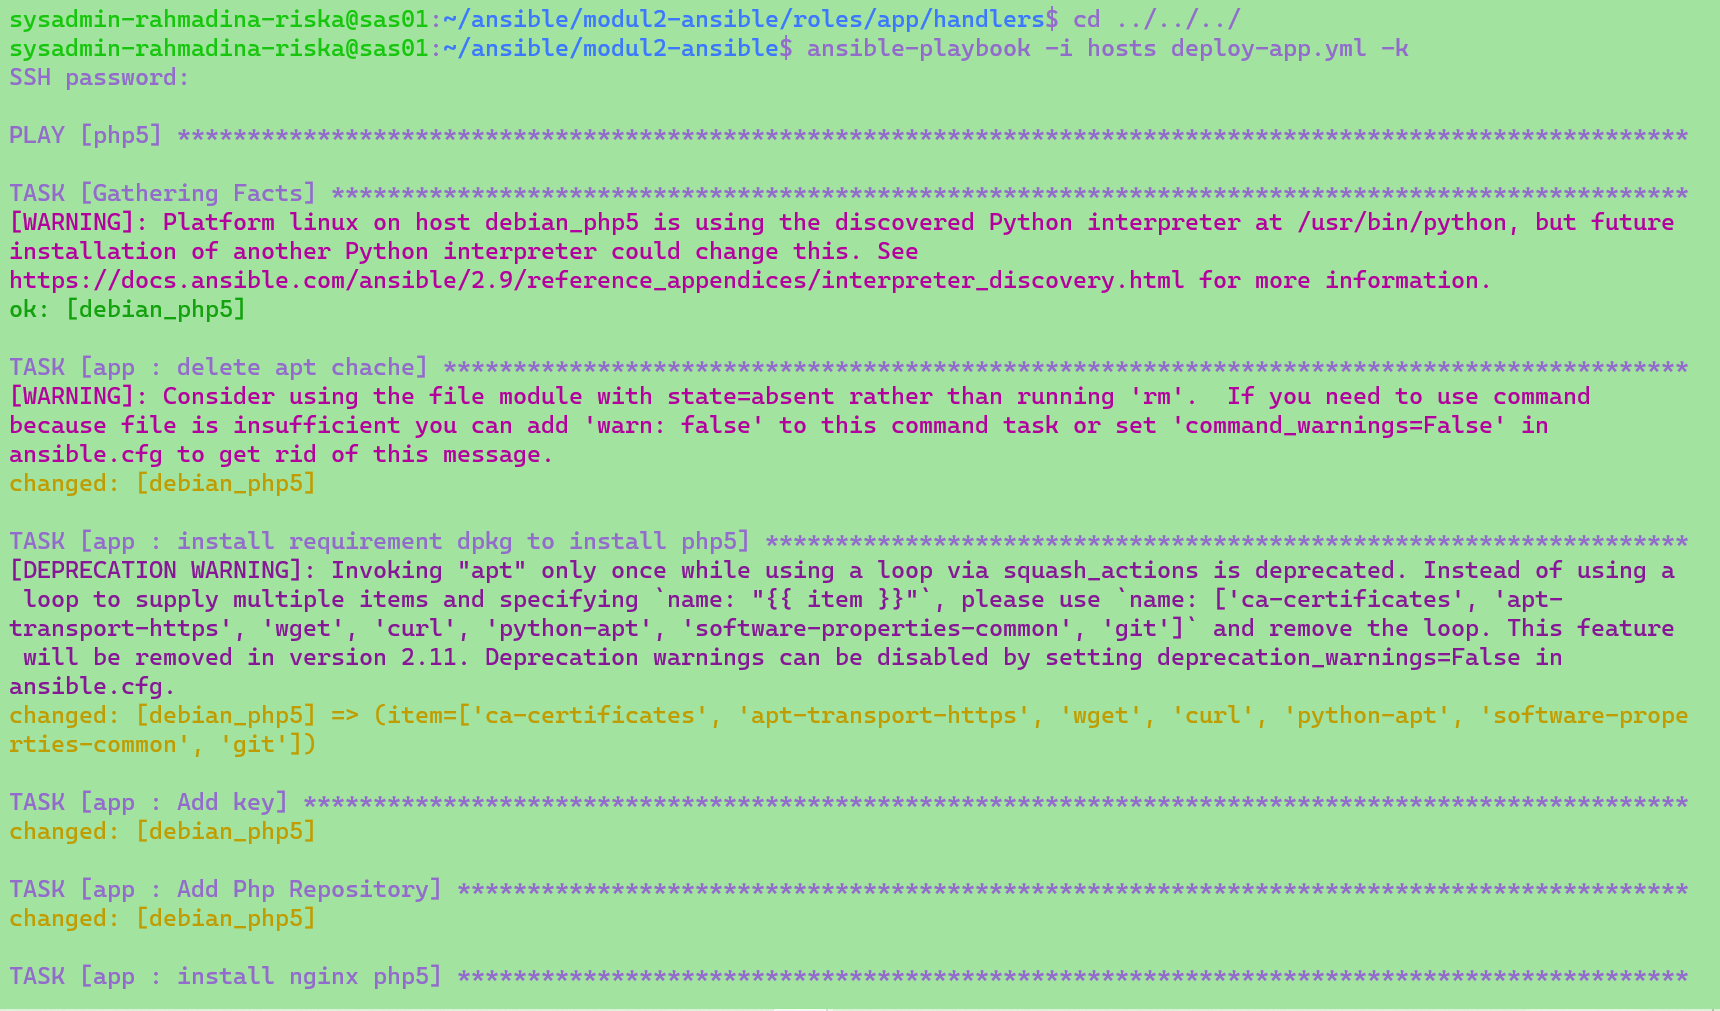 sysadmin-rahmadina-riska@sas01:~/ansible/modul2-ansible/roles/app/handlers$ cd ../../../
sysadmin-rahmadina-riska@sas01:~/ansible/modul2-ansible$ ansible-playbook -i hosts deploy-app.yml -k
SSH password:
PLAY [php5] ************************************************************************************************************
TASK [Gathering Facts] *************************************************************************************************
[WARNING]: Platform linux on host debian_php5 is using the discovered Python interpreter at /usr/bin/python, but future
installation of another Python interpreter could change this. See
https://docs.ansible.com/ansible/2.9/reference_appendices/interpreter_discovery.html for more information.
ok: [debian_php5]
TASK [app : delete apt chache] *****************************************************************************************
[WARNING]: Consider using the file module with state=absent rather than running 'rm'.  If you need to use command
because file is insufficient you can add 'warn: false' to this command task or set 'command_warnings=False' in
ansible.cfg to get rid of this message.
changed: [debian_php5]
TASK [app : install requirement dpkg to install php5] ******************************************************************
[DEPRECATION WARNING]: Invoking "apt" only once while using a loop via squash_actions is deprecated. Instead of using a
 loop to supply multiple items and specifying `name: "{{ item }}"`, please use `name: ['ca-certificates', 'apt-
transport-https', 'wget', 'curl', 'python-apt', 'software-properties-common', 'git']` and remove the loop. This feature
 will be removed in version 2.11. Deprecation warnings can be disabled by setting deprecation_warnings=False in
ansible.cfg.
changed: [debian_php5] => (item=['ca-certificates', 'apt-transport-https', 'wget', 'curl', 'python-apt', 'software-prope
rties-common', 'git'])
TASK [app : Add key] ***************************************************************************************************
changed: [debian_php5]
TASK [app : Add Php Repository] ****************************************************************************************
changed: [debian_php5]
TASK [app : install nginx php5] ****************************************************************************************